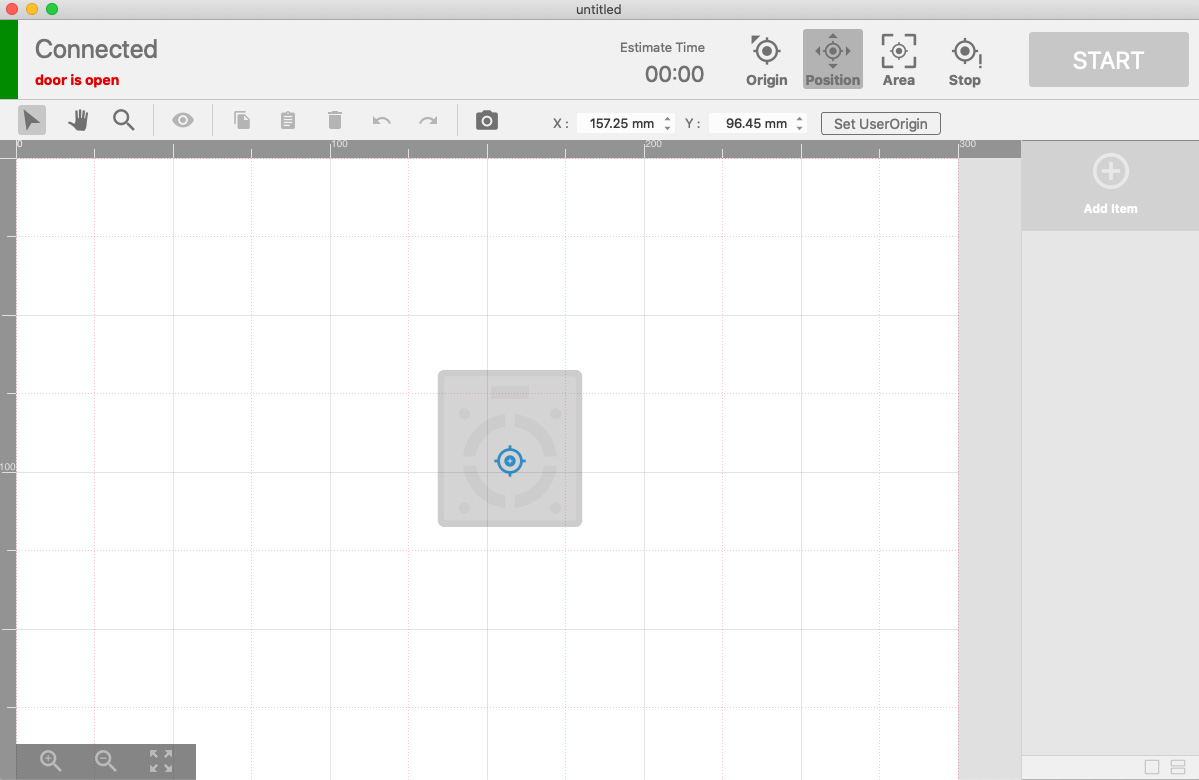 untitled
Connected
door is open
Estimate Time
00:00
Origin
Position
Area
Stop
START
X :
157.25 mm
Y :
96.45 mm
Set UserOrigin
0
100
200
300
Add Item
100